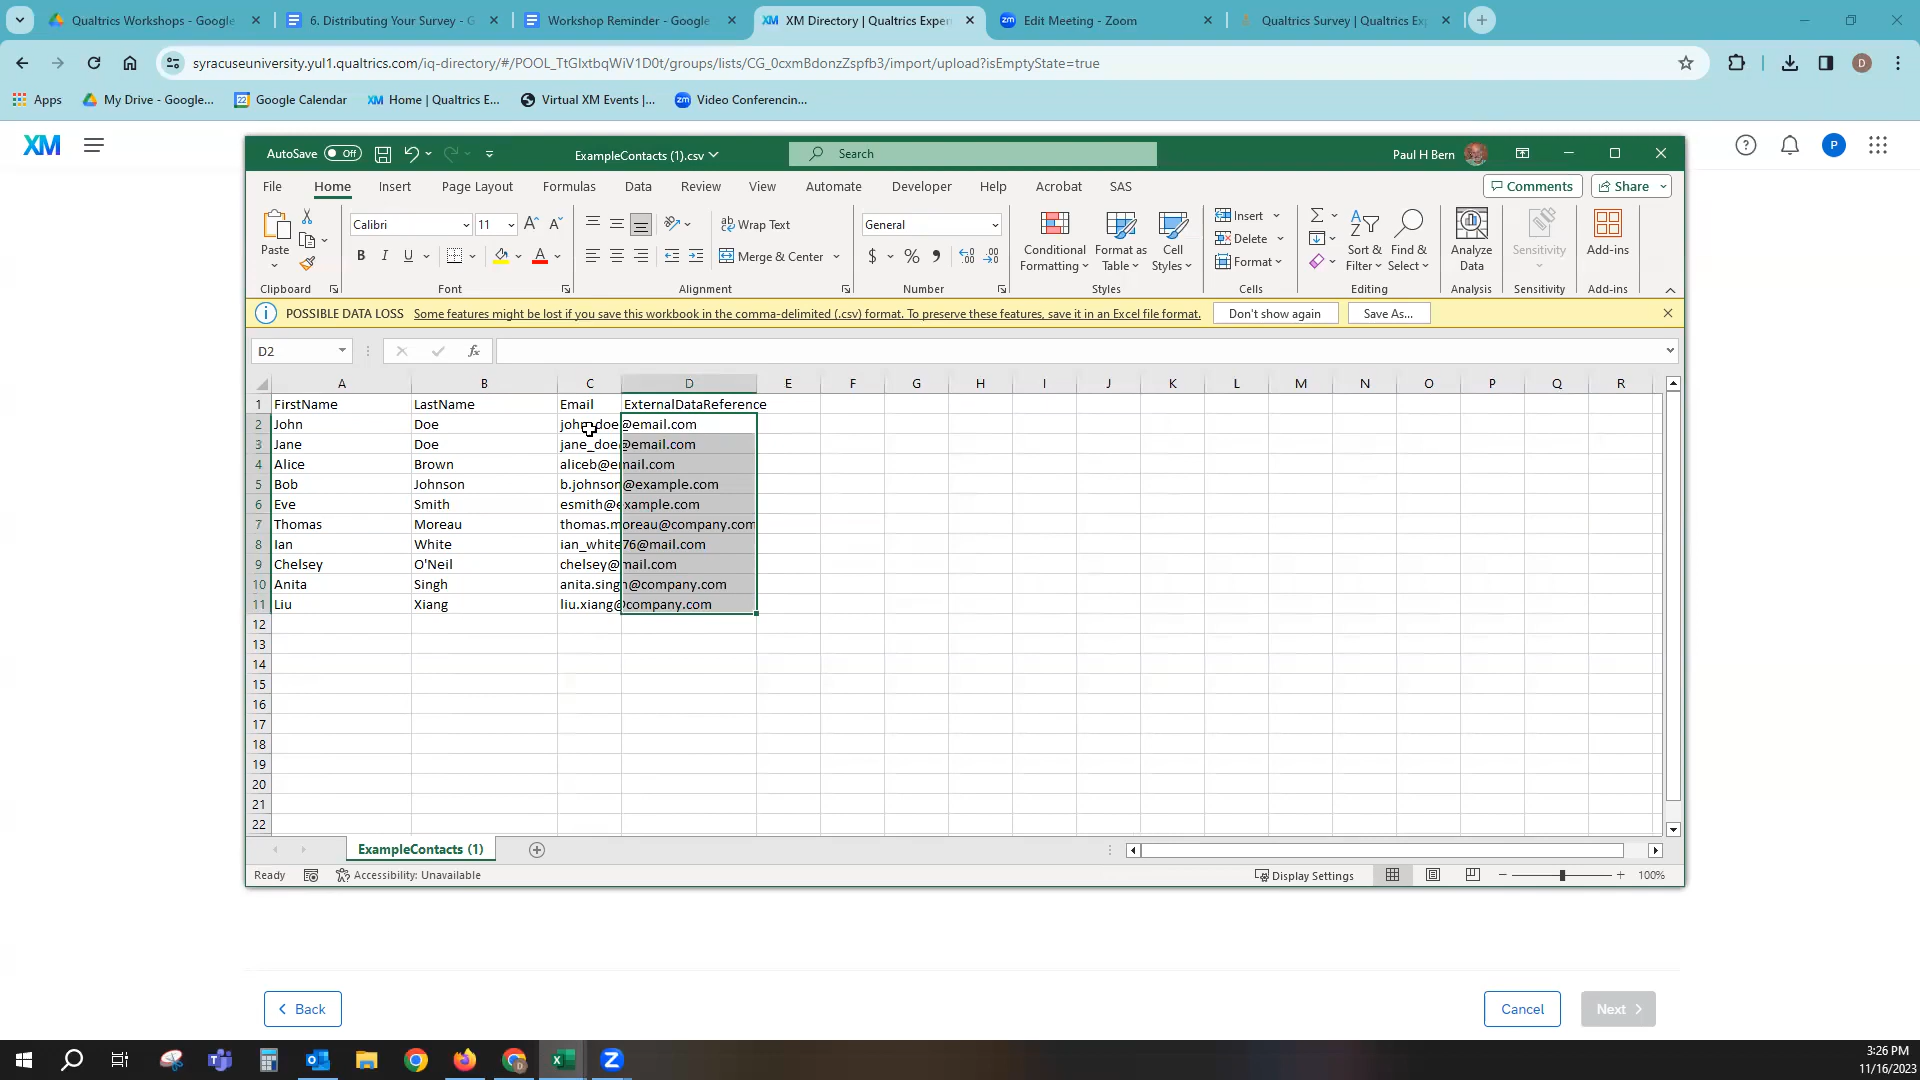 Qualtrics Workshops - Google
6. Distributing Your Survey - G
Workshop Reminder - Google
XM Directory | Qualtrics Exper
Edit Meeting - Zoom
Qualtrics Survey | Qualtrics Ex
syracuseuniversity.yul1.qualtrics.com/iq-directory/#/POOL_TtGlxtbqWiV1D0t/groups/lists/CG_0cxmBdonzZspfb3/import/upload?isEmptyState=true
D
Apps
My Drive - Google...
Google Calendar
XM Home | Qualtrics E...
Virtual XM Events |...
zm Video Conferencin...
XM
P
AutoSave Off
ExampleContacts (1).csv
Search
Paul H Bern
File Home Insert Page Layout Formulas Data Review View Automate Developer Help Acrobat SAS
Comments Share
Paste
Calibri 11
Wrap Text
General
Merge & Center
B I U
$ % 9
Conditional Formatting
Format as Table
Cell Styles
Insert
Delete
Format
Sort & Filter
Find & Select
Analyze Data
Sensitivity
Add-ins
Clipboard Font Alignment Number Styles Cells Editing Analysis Sensitivity Add-ins
POSSIBLE DATA LOSS Some features might be lost if you save this workbook in the comma-delimited (.csv) format. To preserve these features, save it in an Excel file format. Don't show again Save As...
D2 fx
A B C D E F G H I J K L M N O P Q R
1 FirstName LastName Email ExternalDataReference
2 John Doe john_doe@email.com
3 Jane Doe jane_doe@email.com
4 Alice Brown aliceb@email.com
5 Bob Johnson b.johnson@example.com
6 Eve Smith esmith@example.com
7 Thomas Moreau thomas.moreau@company.com
8 Ian White ian_white76@mail.com
9 Chelsey O'Neil chelsey@mail.com
10 Anita Singh anita.singh@company.com
11 Liu Xiang liu.xiang@company.com
12
13
14
15
16
17
18
19
20
21
22
ExampleContacts (1)
Ready Accessibility: Unavailable Display Settings 100%
Back Cancel Next
3:26 PM
11/16/2023